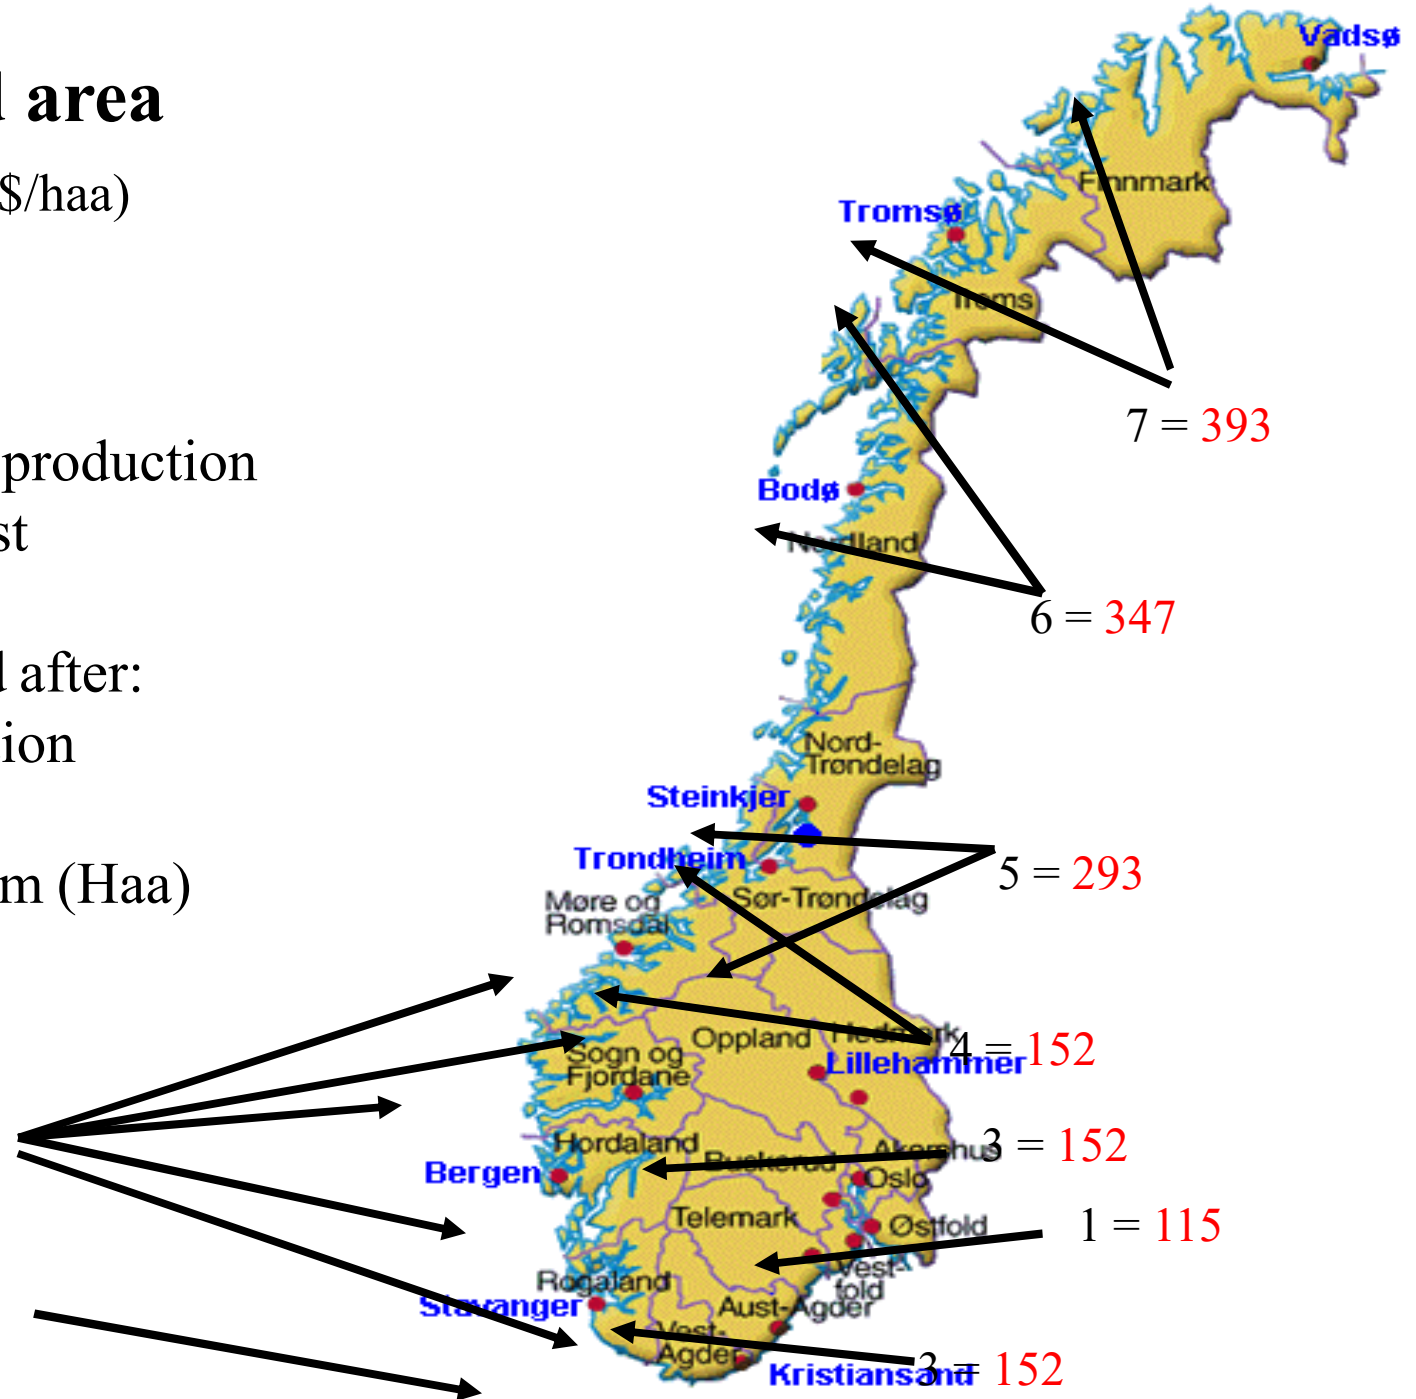 l area
$/haa)
production
st
l after:
ion
m (Haa)
Vadsø
Finnmark
Tromsø
Troms
7 = 393
Bodø
Nordland
6 = 347
Nord-
Trøndelag
Steinkjer
Trondheim
5 = 293
Sør-Trøndelag
Møre og
Romsdal
Oppland
Hedmark
4 = 152
Lillehammer
Sogn og
Fjordane
Hordaland
Buskerud
Akershus
3 = 152
Bergen
Oslo
Telemark
Østfold
1 = 115
Vest-
fold
Rogaland
Stavanger
Aust-Agder
Vest-
Agder
Kristiansand
3 = 152